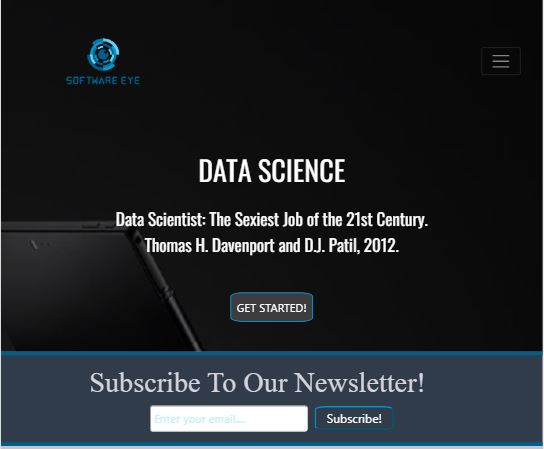 SOFTWARE EYE
DATA SCIENCE
Data Scientist: The Sexiest Job of the 21st Century.
Thomas H. Davenport and D.J. Patil, 2012.
GET STARTED!
Subscribe To Our Newsletter!
Enter your email.... Subscribe!